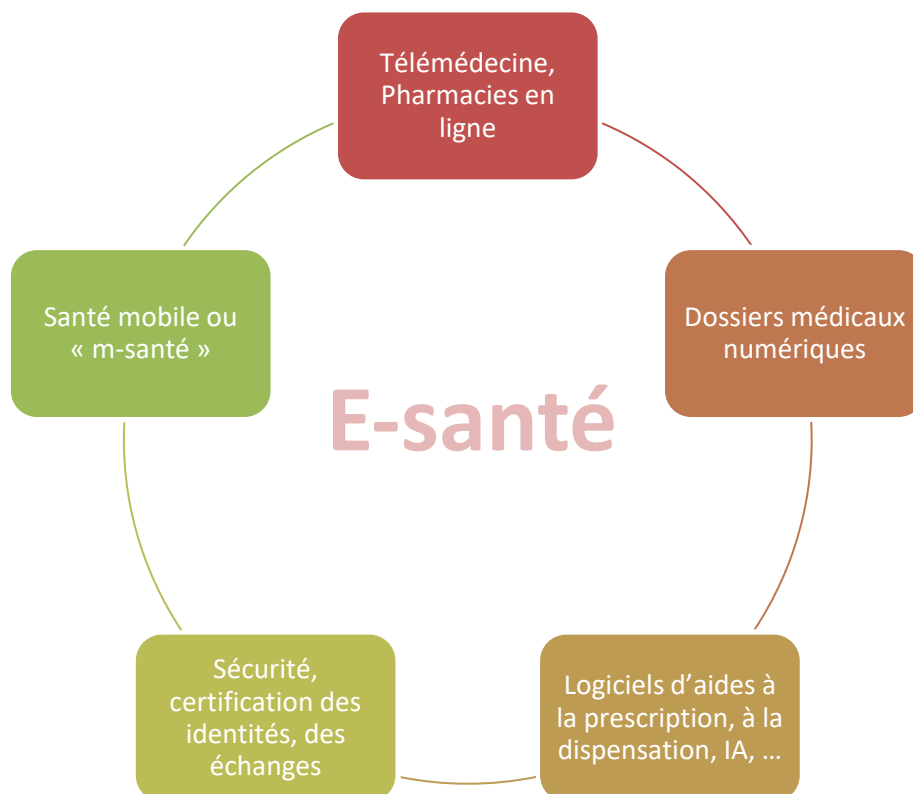 Télémédecine,
Pharmacies en
ligne
Santé mobile ou
« m-santé »
Dossiers médicaux
numériques
E-santé
Sécurité,
certification des
identités, des
échanges
Logiciels d’aides à
la prescription, à la
dispensation, IA, …